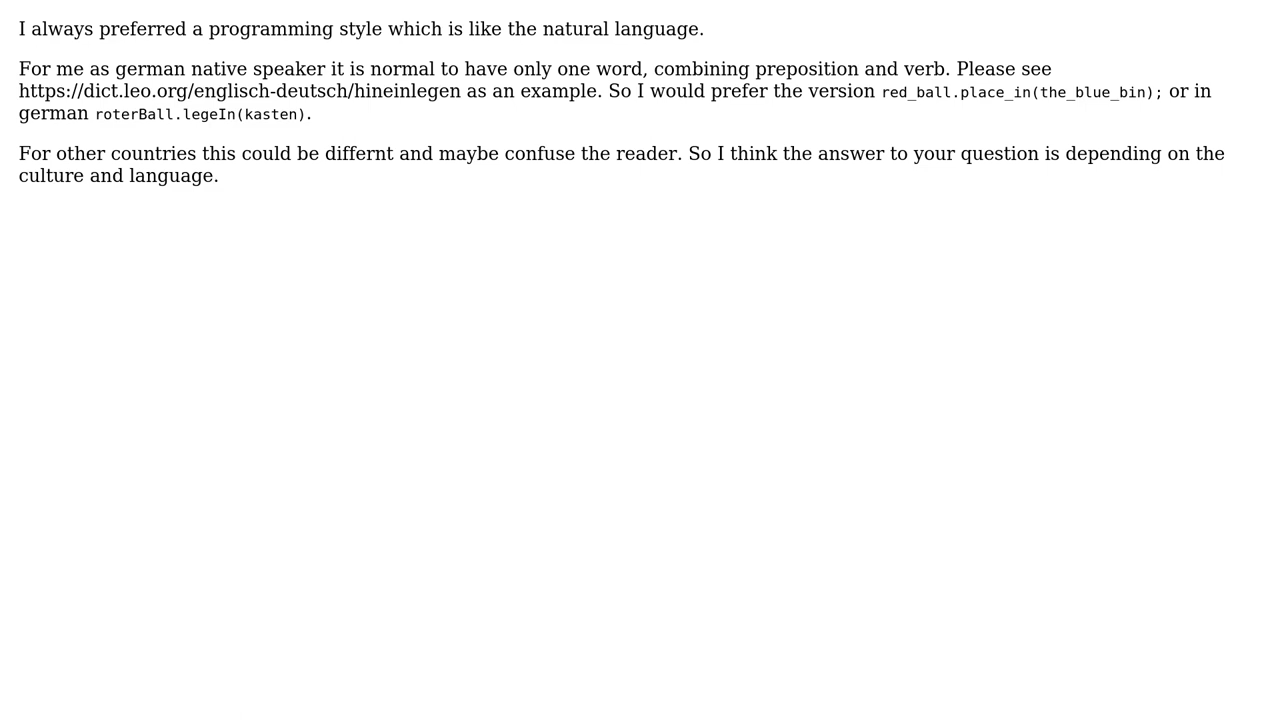 I always preferred a programming style which is like the natural language.
For me as german native speaker it is normal to have only one word, combining preposition and verb. Please see
https://dict.leo.org/englisch-deutsch/hineinlegen as an example. So I would prefer the version red_ball.place_in(the_blue_bin); or in
german roterBall.legeIn(kasten).
For other countries this could be differnt and maybe confuse the reader. So I think the answer to your question is depending on the
culture and language.